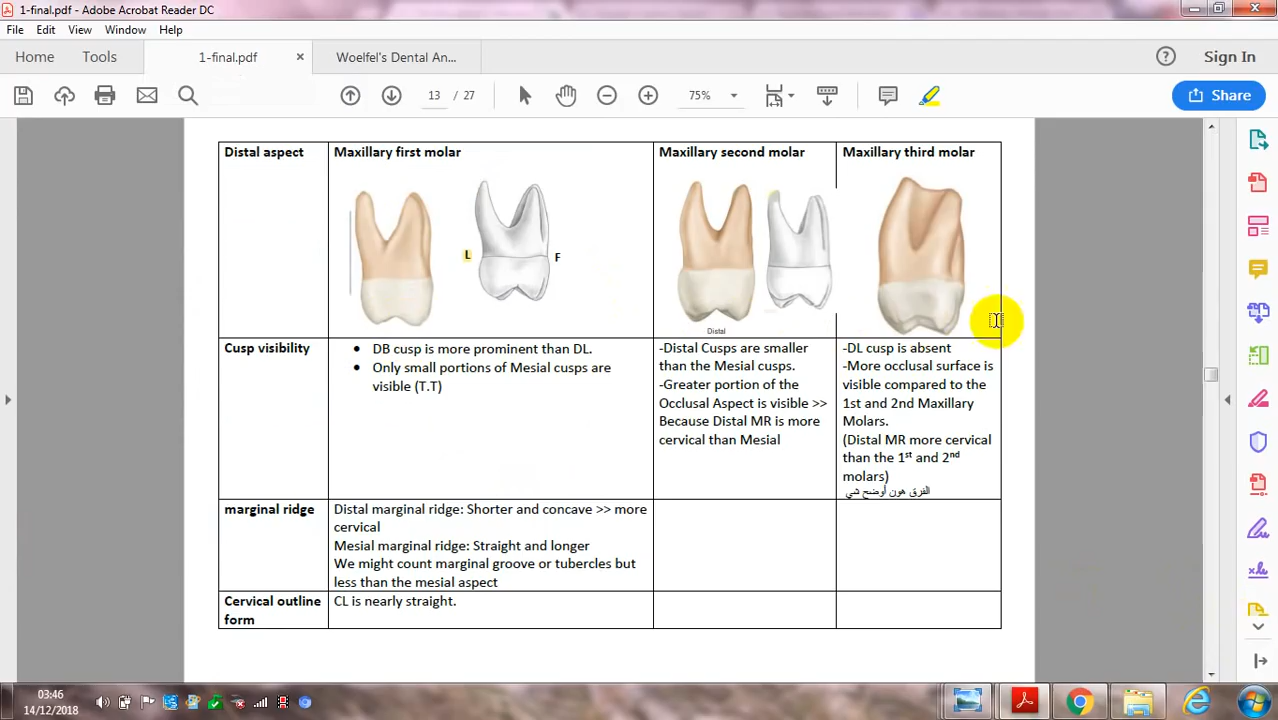 1-final.pdf - Adobe Acrobat Reader DC
File Edit View Window Help
Home Tools 1-final.pdf × Woelfel's Dental An... Sign In
13 / 27 75% Share
Distal aspect
Maxillary first molar
Maxillary second molar
Maxillary third molar
L
F
Distal
Cusp visibility
• DB cusp is more prominent than DL.
• Only small portions of Mesial cusps are
visible (T.T)
-Distal Cusps are smaller
than the Mesial cusps.
-Greater portion of the
Occlusal Aspect is visible >>
Because Distal MR is more
cervical than Mesial
-DL cusp is absent
-More occlusal surface is
visible compared to the
1st and 2nd Maxillary
Molars.
(Distal MR more cervical
than the 1st and 2nd
molars)
الفرق هون أوضح شي
marginal ridge
Distal marginal ridge: Shorter and concave >> more
cervical
Mesial marginal ridge: Straight and longer
We might count marginal groove or tubercles but
less than the mesial aspect
Cervical outline
form
CL is nearly straight.
03:46
14/12/2018